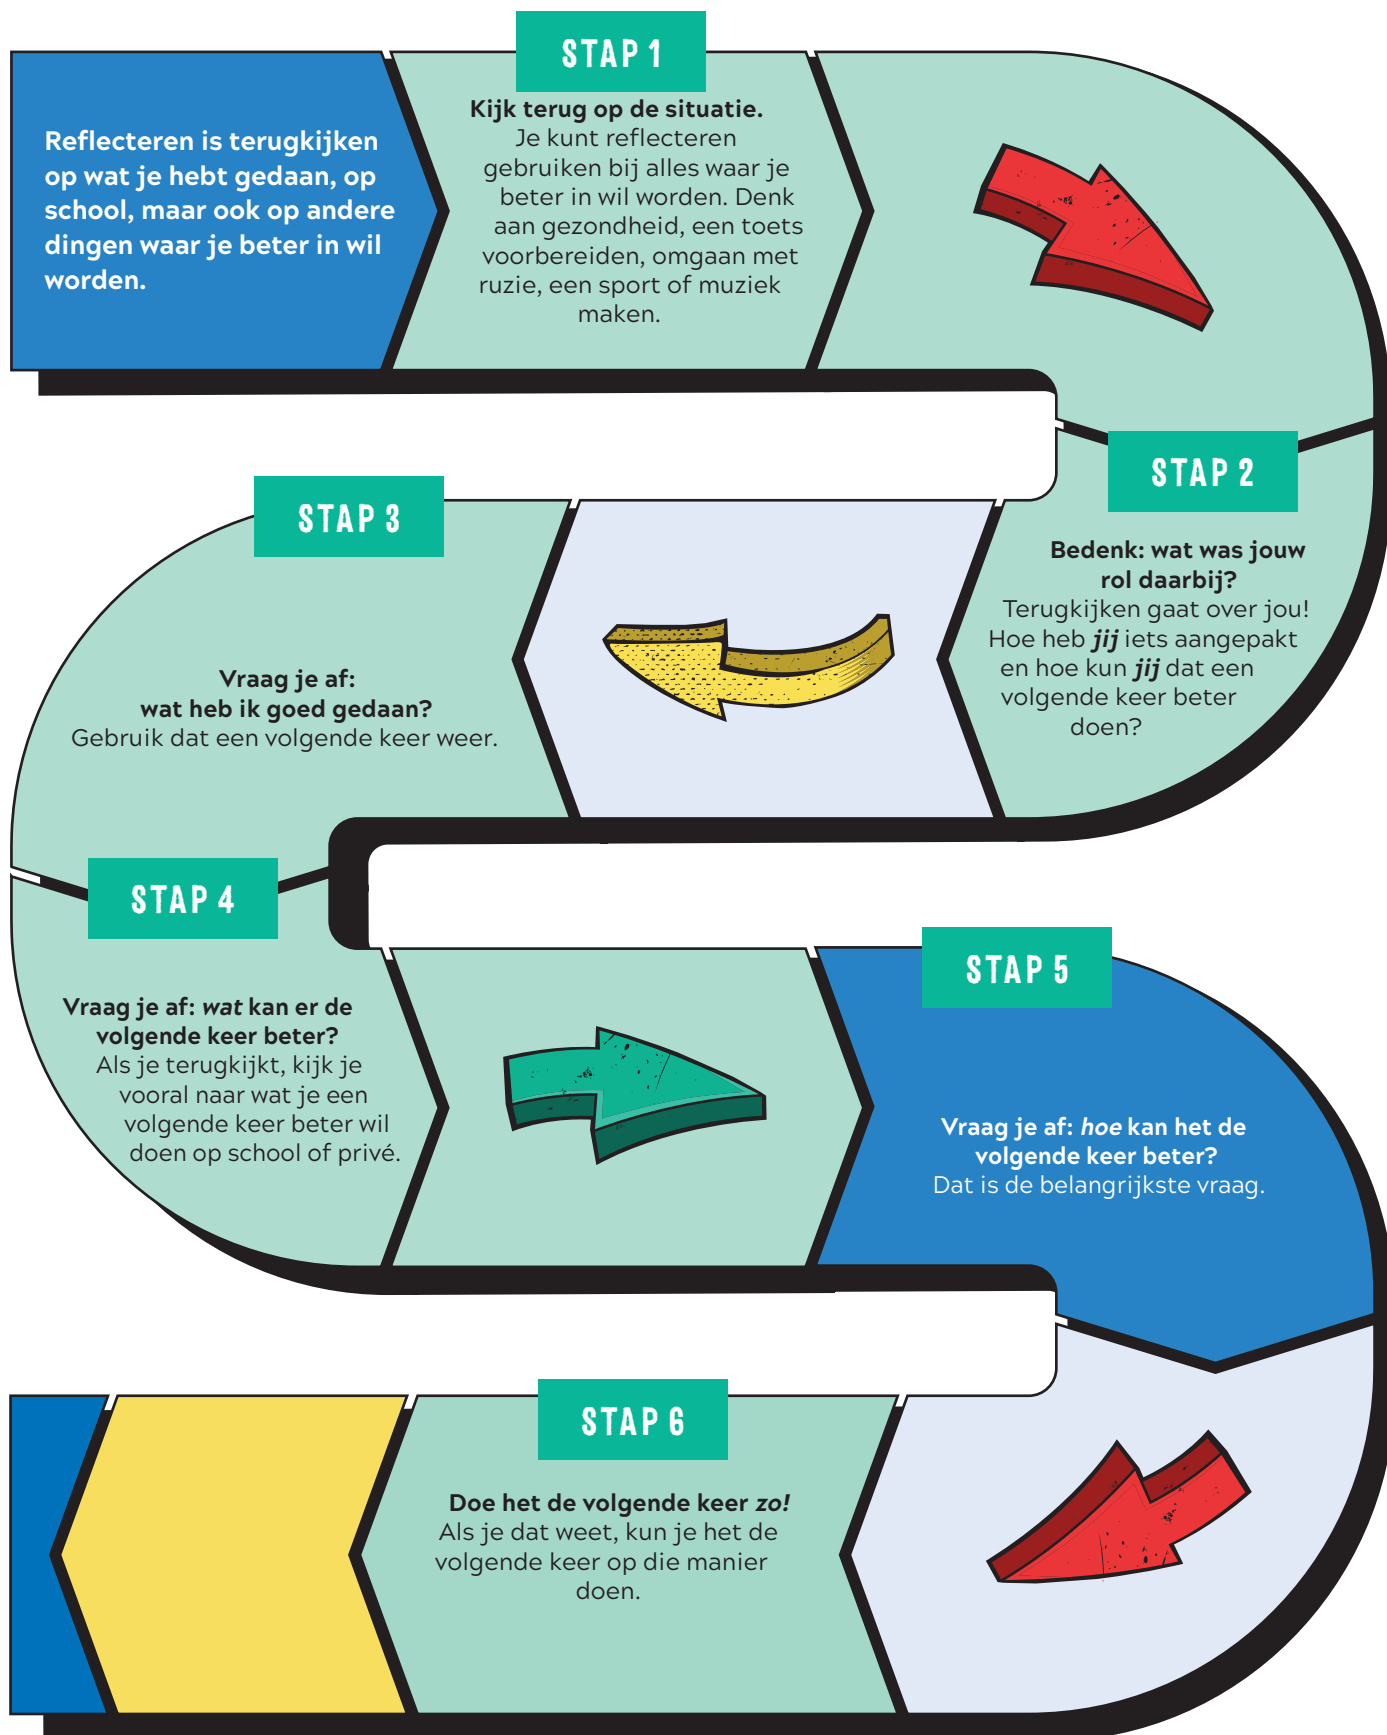 Reflecteren is terugkijken
op wat je hebt gedaan, op
school, maar ook op andere
dingen waar je beter in wil
worden.
STAP 1
Kijk terug op de situatie.
Je kunt reflecteren
gebruiken bij alles waar je
beter in wil worden. Denk
aan gezondheid, een toets
voorbereiden, omgaan met
ruzie, een sport of muziek
maken.
STAP 2
Bedenk: wat was jouw
rol daarbij?
Terugkijken gaat over jou!
Hoe heb jij iets aangepakt
en hoe kun jij dat een
volgende keer beter
doen?
STAP 3
Vraag je af:
wat heb ik goed gedaan?
Gebruik dat een volgende keer weer.
STAP 4
Vraag je af: wat kan er de
volgende keer beter?
Als je terugkijkt, kijk je
vooral naar wat je een
volgende keer beter wil
doen op school of privé.
STAP 5
Vraag je af: hoe kan het de
volgende keer beter?
Dat is de belangrijkste vraag.
STAP 6
Doe het de volgende keer zo!
Als je dat weet, kun je het de
volgende keer op die manier
doen.